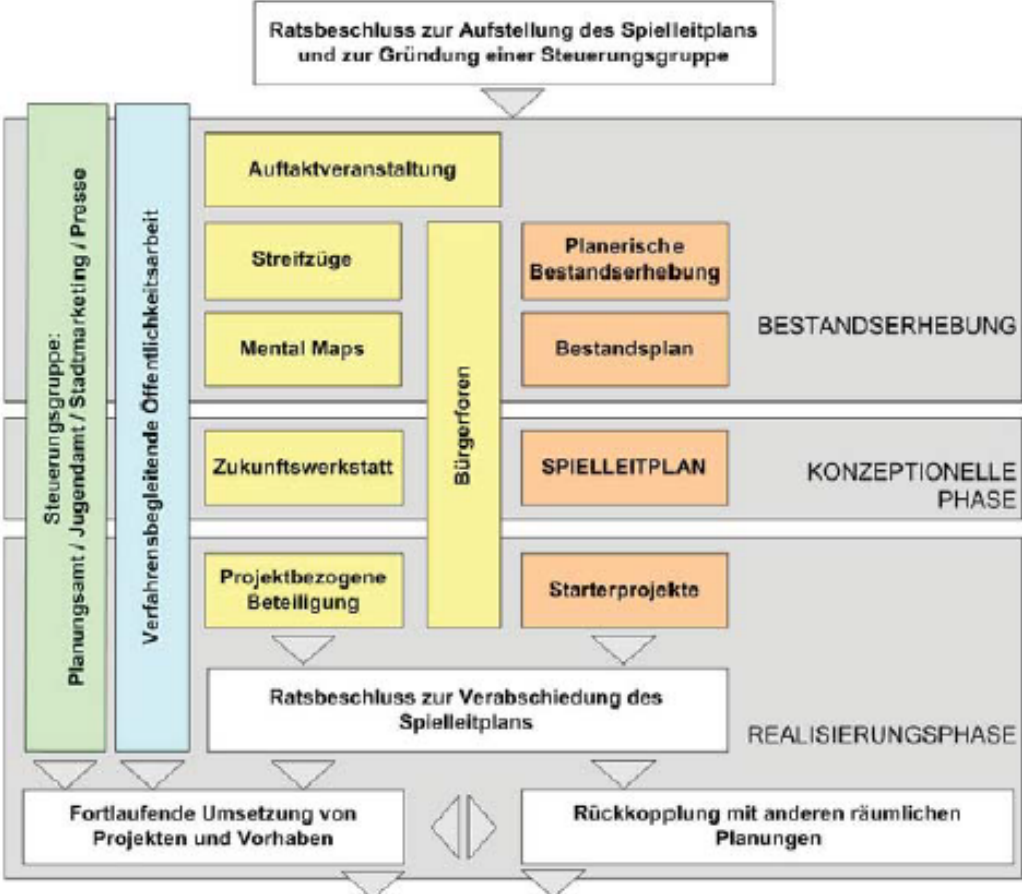 Ratsbeschluss zur Aufstellung des Spielleitplans
und zur Gründung einer Steuerungsgruppe
Steuerungsgruppe:
Planungsamt / Jugendamt / Stadtmarketing / Presse
Verfahrensbegleitende Öffentlichkeitsarbeit
Auftaktveranstaltung
Streifzüge
Mental Maps
Bürgerforen
Planerische
Bestandserhebung
Bestandsplan
BESTANDSERHEBUNG
Zukunftswerkstatt
SPIELLEITPLAN
KONZEPTIONELLE
PHASE
Projektbezogene
Beteiligung
Starterprojekte
Ratsbeschluss zur Verabschiedung des
Spielleitplans
REALISIERUNGSPHASE
Fortlaufende Umsetzung von
Projekten und Vorhaben
Rückkopplung mit anderen räumlichen
Planungen